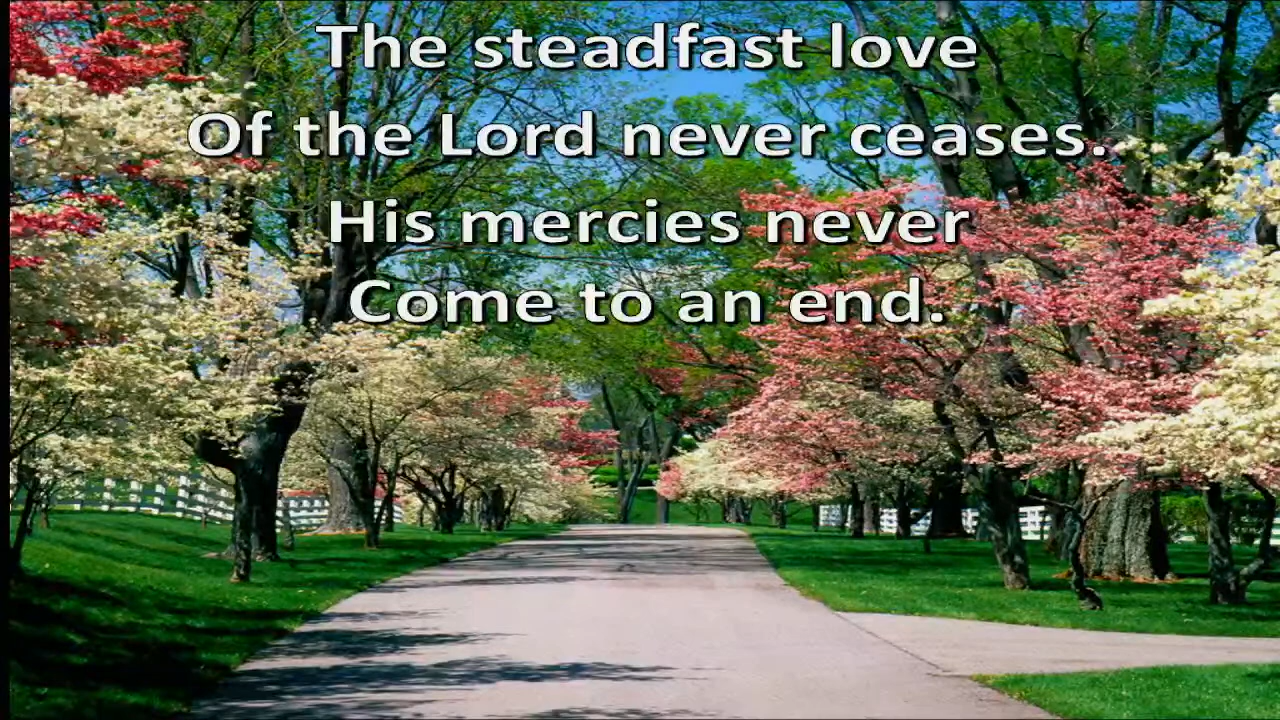 The steadfast love
Of the Lord never ceases.
His mercies never
Come to an end.